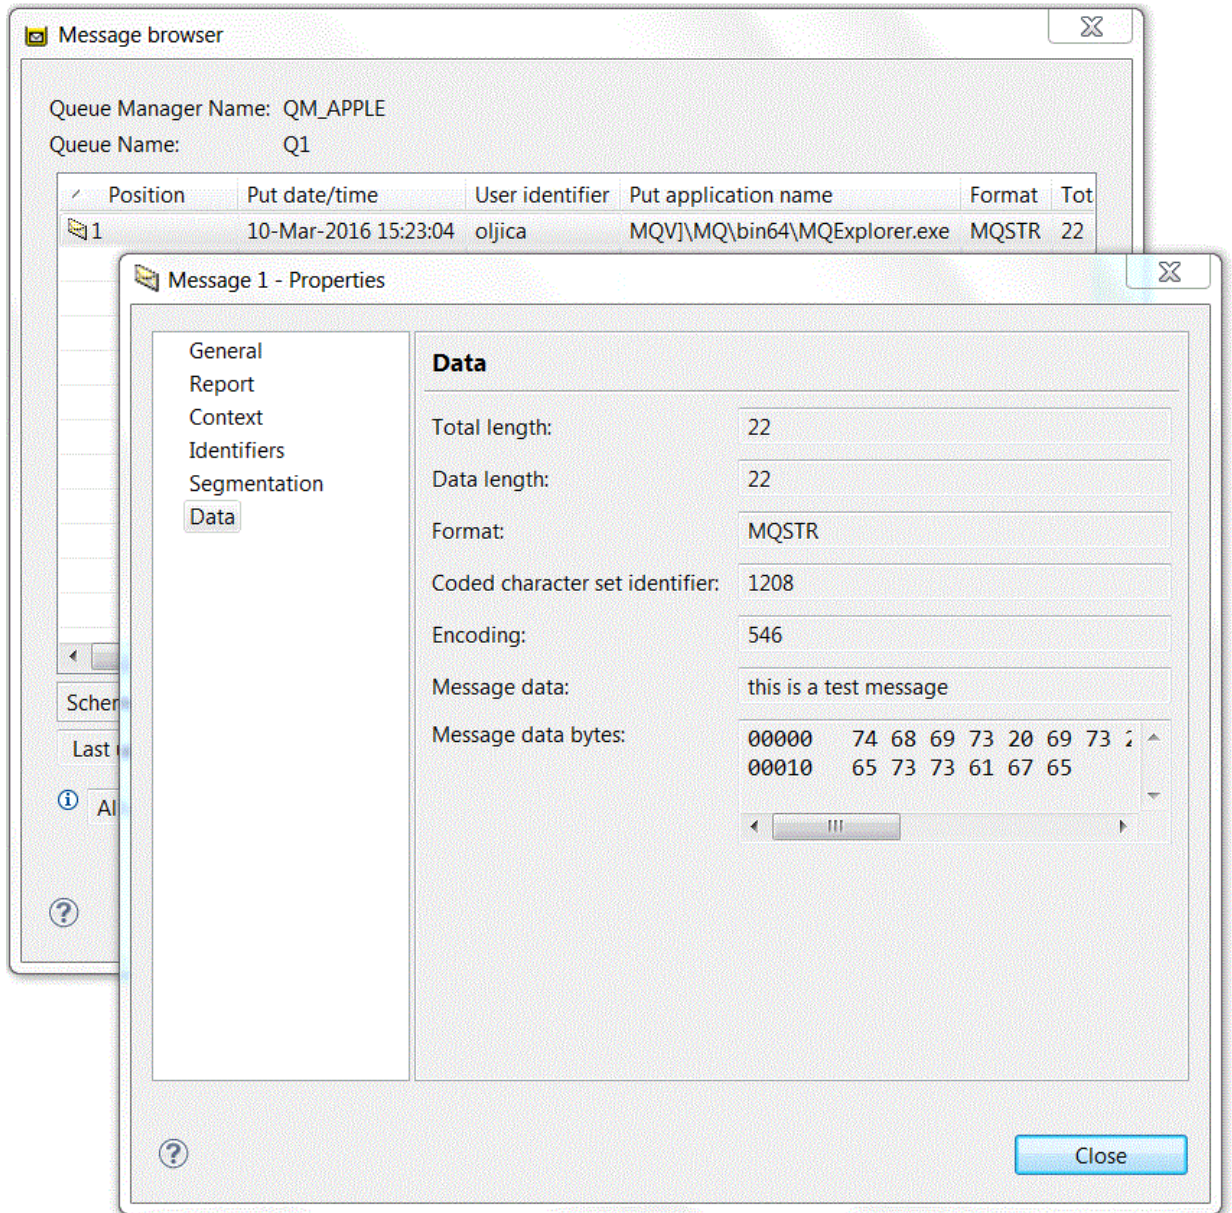 Message browser
Queue Manager Name: QM_APPLE
Queue Name: Q1
Position Put date/time User identifier Put application name Format Tot
1 10-Mar-2016 15:23:04 oljica MQV]\MQ\bin64\MQExplorer.exe MQSTR 22
Message 1 - Properties
General
Report
Context
Identifiers
Segmentation
Data
Data
Total length: 22
Data length: 22
Format: MQSTR
Coded character set identifier: 1208
Encoding: 546
Message data: this is a test message
Message data bytes: 00000 74 68 69 73 20 69 73
00010 65 73 73 61 67 65
Scher
Last
Al
Close